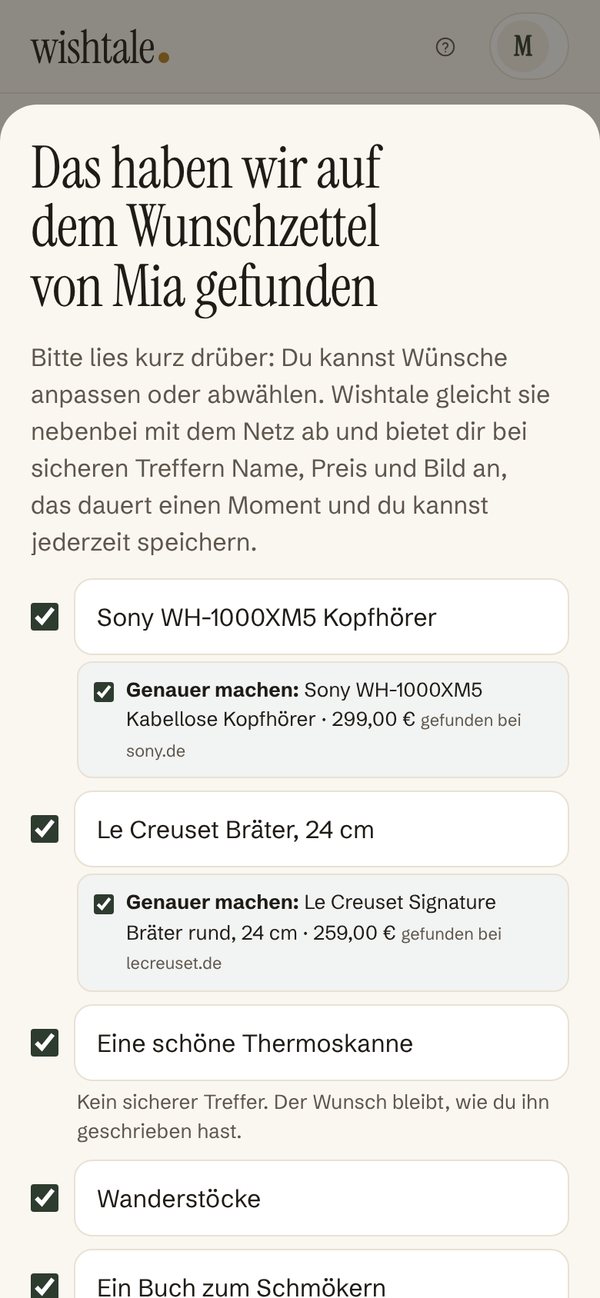 wishtale.
M
Das haben wir auf
dem Wunschzettel
von Mia gefunden
Bitte lies kurz drüber: Du kannst Wünsche
anpassen oder abwählen. Wishtale gleicht sie
nebenbei mit dem Netz ab und bietet dir bei
sicheren Treffern Name, Preis und Bild an,
das dauert einen Moment und du kannst
jederzeit speichern.
Sony WH-1000XM5 Kopfhörer
Genauer machen: Sony WH-1000XM5
Kabellose Kopfhörer · 299,00 € gefunden bei
sony.de
Le Creuset Bräter, 24 cm
Genauer machen: Le Creuset Signature
Bräter rund, 24 cm · 259,00 € gefunden bei
lecreuset.de
Eine schöne Thermoskanne
Kein sicherer Treffer. Der Wunsch bleibt, wie du ihn
geschrieben hast.
Wanderstöcke
Ein Buch zum Schmökern